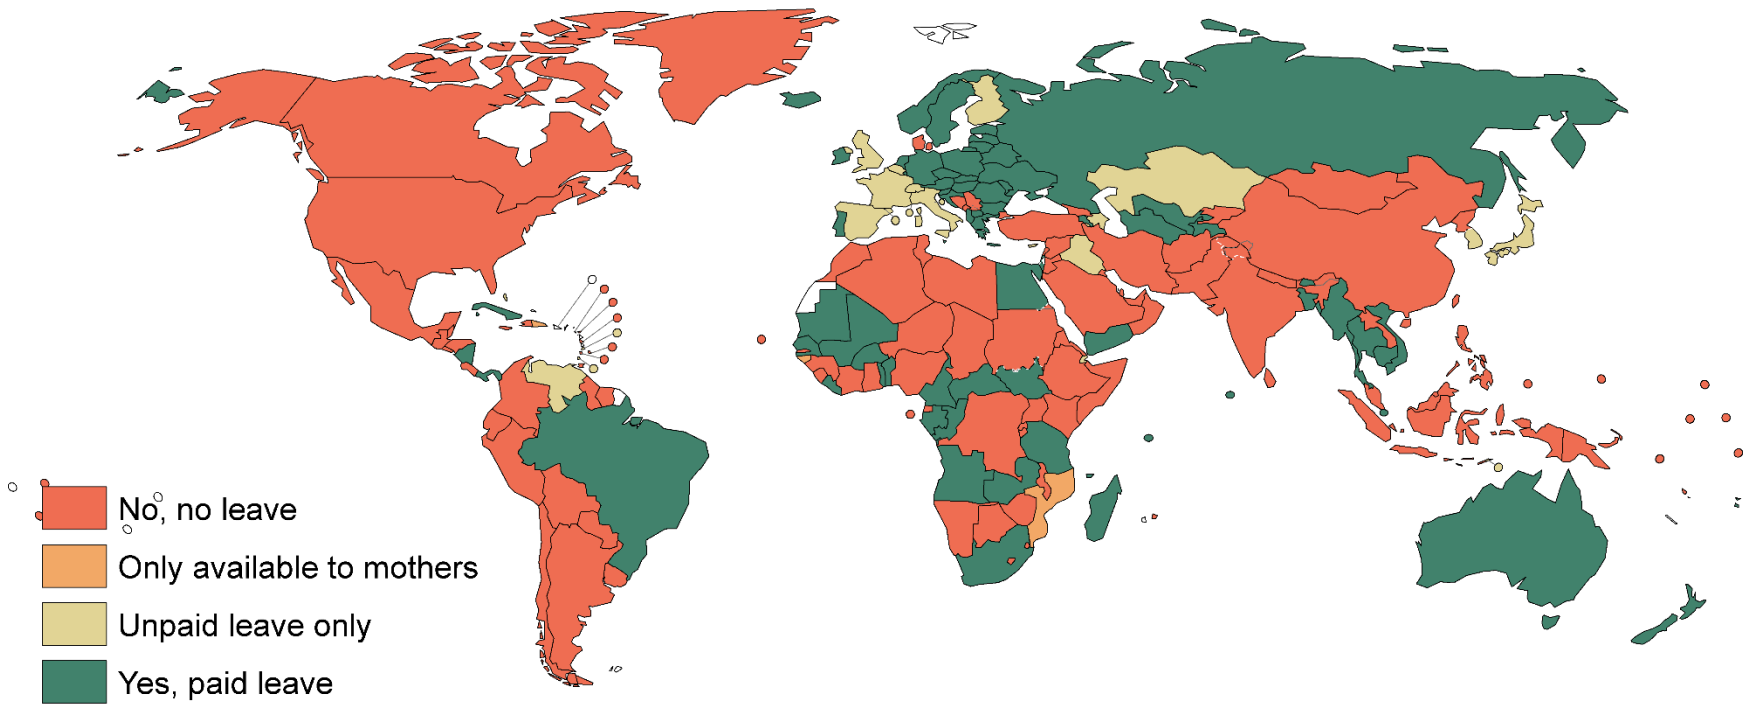 No, no leave
Only available to mothers
Unpaid leave only
Yes, paid leave